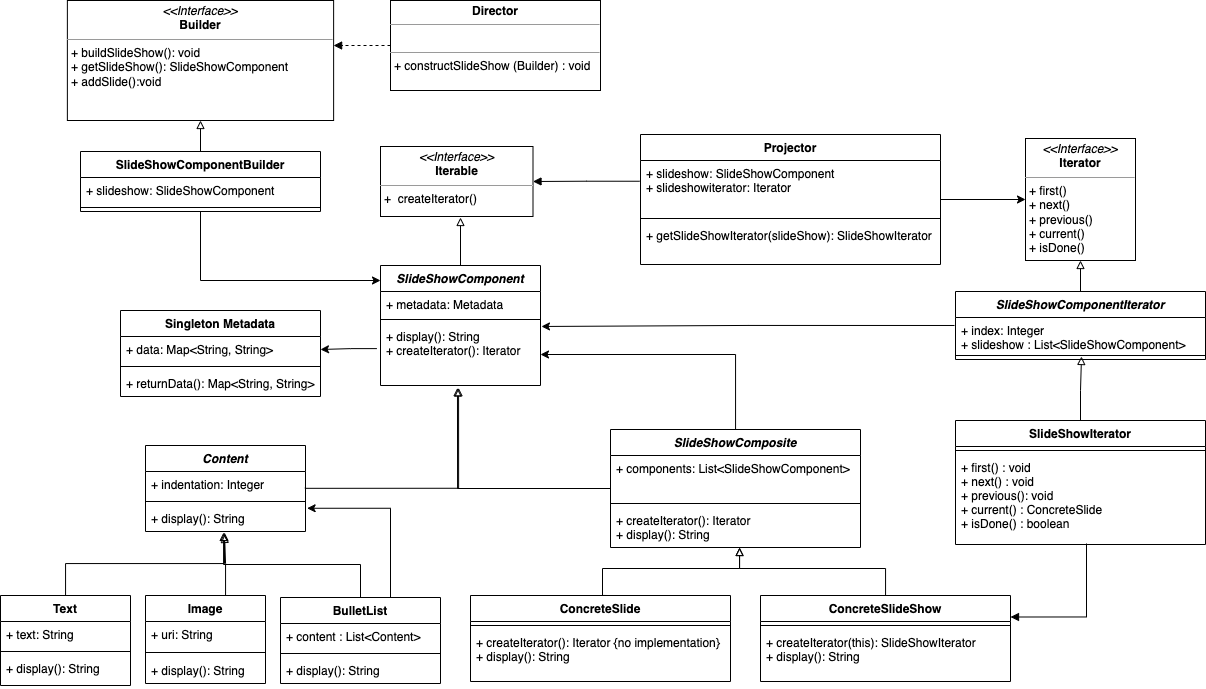 <<Interface>>
Builder
+ buildSlideShow(): void
+ getSlideShow(): SlideShowComponent
+ addSlide():void
Director
+ constructSlideShow (Builder) : void
SlideShowComponentBuilder
+ slideshow: SlideShowComponent
<<Interface>>
Iterable
+ createIterator()
Projector
+ slideshow: SlideShowComponent
+ slideshowiterator: Iterator
+ getSlideShowIterator(slideShow): SlideShowIterator
<<Interface>>
Iterator
+ first()
+ next()
+ previous()
+ current()
+ isDone()
SlideShowComponent
+ metadata: Metadata
+ display(): String
+ createIterator(): Iterator
Singleton Metadata
+ data: Map<String, String>
+ returnData(): Map<String, String>
SlideShowComponentIterator
+ index: Integer
+ slideshow : List<SlideShowComponent>
Content
+ indentation: Integer
+ display(): String
SlideShowComposite
+ components: List<SlideShowComponent>
+ createIterator(): Iterator
+ display(): String
SlideShowIterator
+ first() : void
+ next() : void
+ previous(): void
+ current() : ConcreteSlide
+ isDone() : boolean
Text
+ text: String
+ display(): String
Image
+ uri: String
+ display(): String
BulletList
+ content : List<Content>
+ display(): String
ConcreteSlide
+ createIterator(): Iterator {no implementation}
+ display(): String
ConcreteSlideShow
+ createIterator(this): SlideShowIterator
+ display(): String